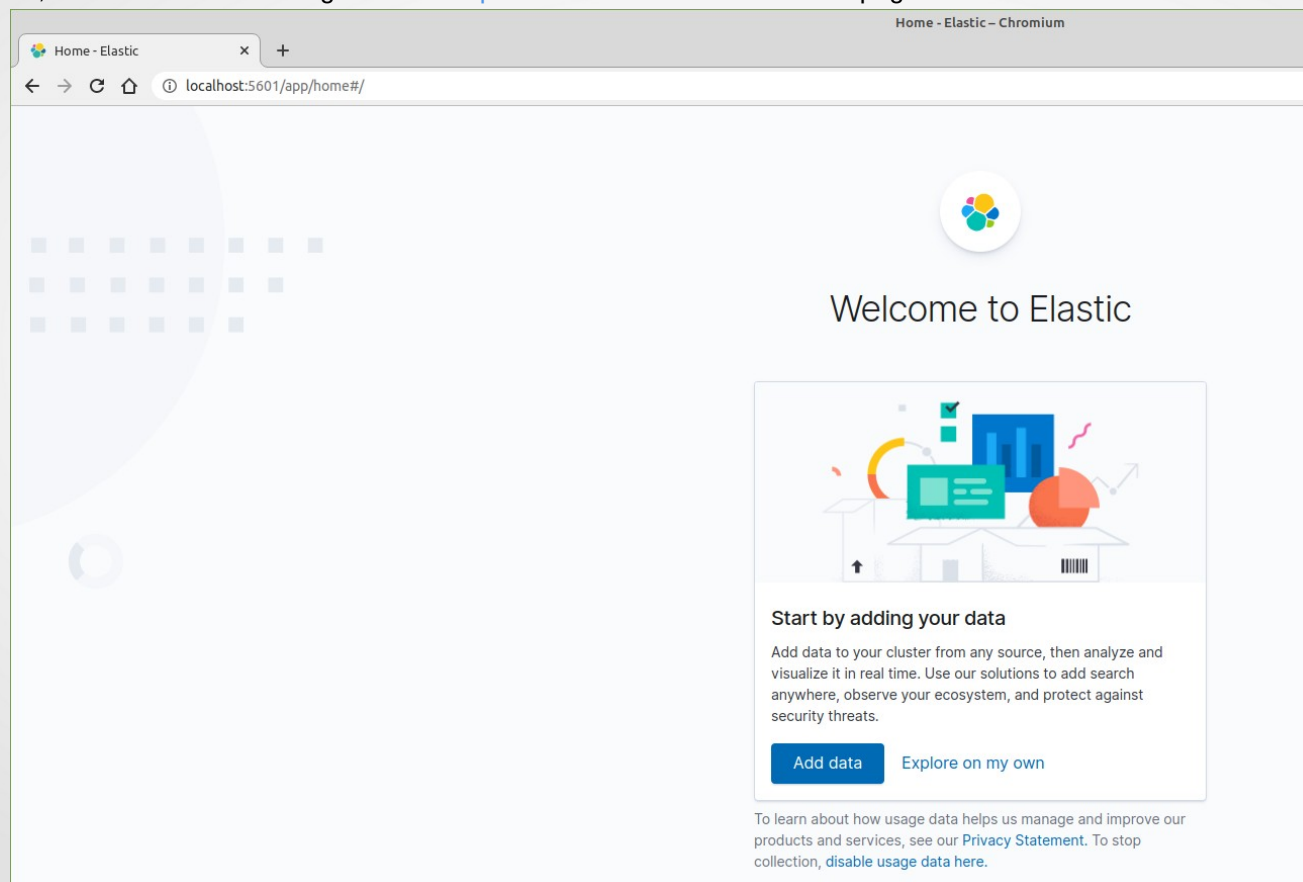 Home - Elastic – Chromium
Home - Elastic
localhost:5601/app/home#/
Welcome to Elastic
Start by adding your data
Add data to your cluster from any source, then analyze and
visualize it in real time. Use our solutions to add search
anywhere, observe your ecosystem, and protect against
security threats.
Add data
Explore on my own
To learn about how usage data helps us manage and improve our
products and services, see our Privacy Statement. To stop
collection, disable usage data here.